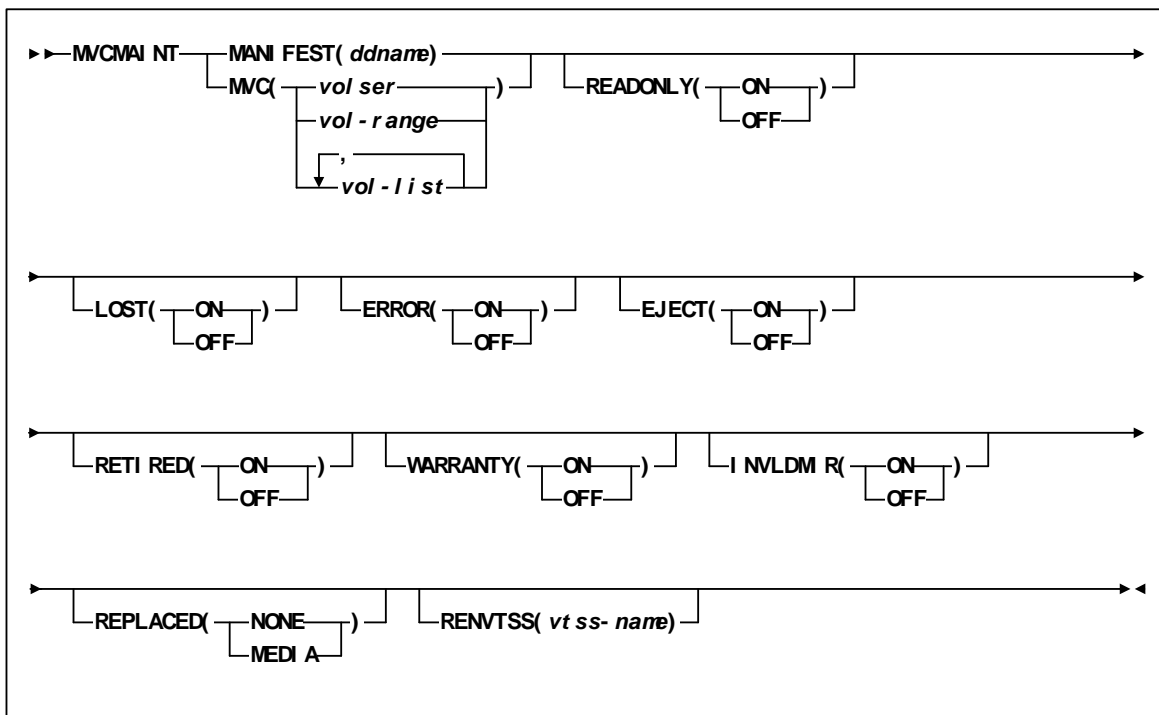 MVCMAINT MANIFEST( ddname)
MVC( volser ) READONLY( ON )
OFF
vol-range
,
vol-list
LOST( ON ) ERROR( ON ) EJECT( ON )
OFF OFF OFF
RETIRED( ON ) WARRANTY( ON ) INVLDMIR( ON )
OFF OFF OFF
REPLACED( NONE ) RENVTSS( vtss-name)
MEDIA